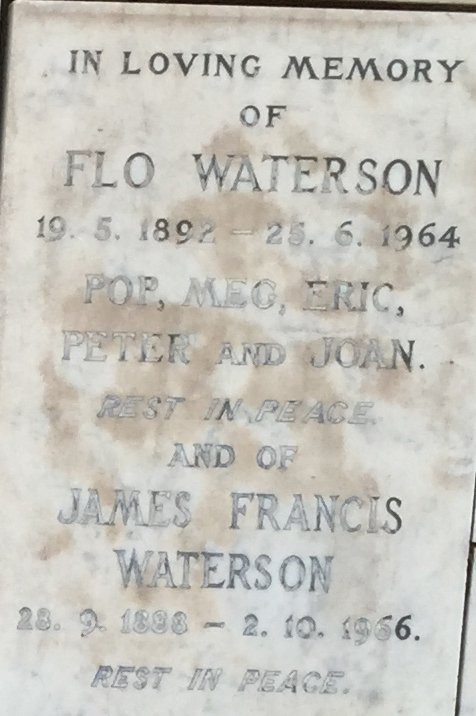 IN LOVING MEMORY
OF
FLO WATERSON
19. 5. 1892 – 25. 6. 1964
POP, MEG, ERIC,
PETER AND JOAN.
REST IN PEACE.
AND OF
JAMES FRANCIS
WATERSON
28. 9. 1888 – 2. 10. 1966.
REST IN PEACE.